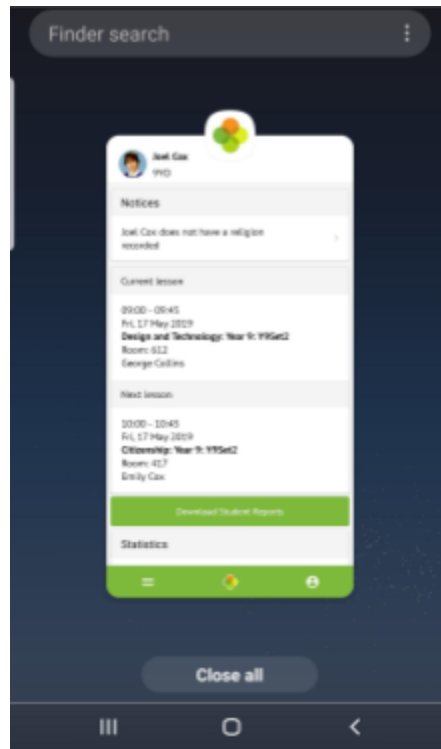 Finder search
Joel Cox
9YO
Notices
Joel Cox does not have a religion
recorded
Current lesson
09:00 - 09:45
Fri, 17 May 2019
Design and Technology: Year 9: Y9Set2
Room: 612
George Collins
Next lesson
10:00 - 10:45
Fri, 17 May 2019
Citizenship: Year 9: Y9Set2
Room: 417
Emily Cox
Download Student Reports
Statistics
Close all